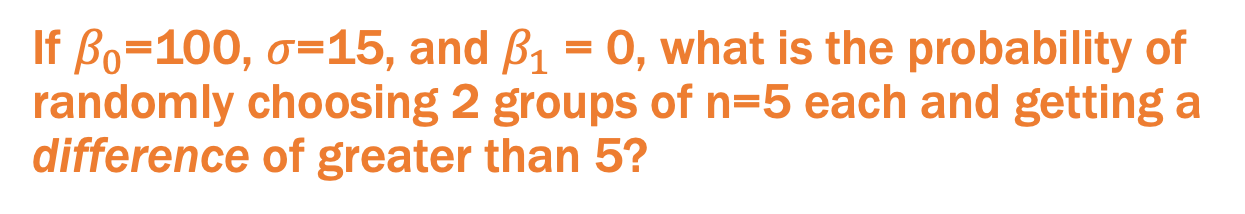 If 𝛽₀=100, 𝜎=15, and 𝛽₁ = 0, what is the probability of
randomly choosing 2 groups of n=5 each and getting a
difference of greater than 5?